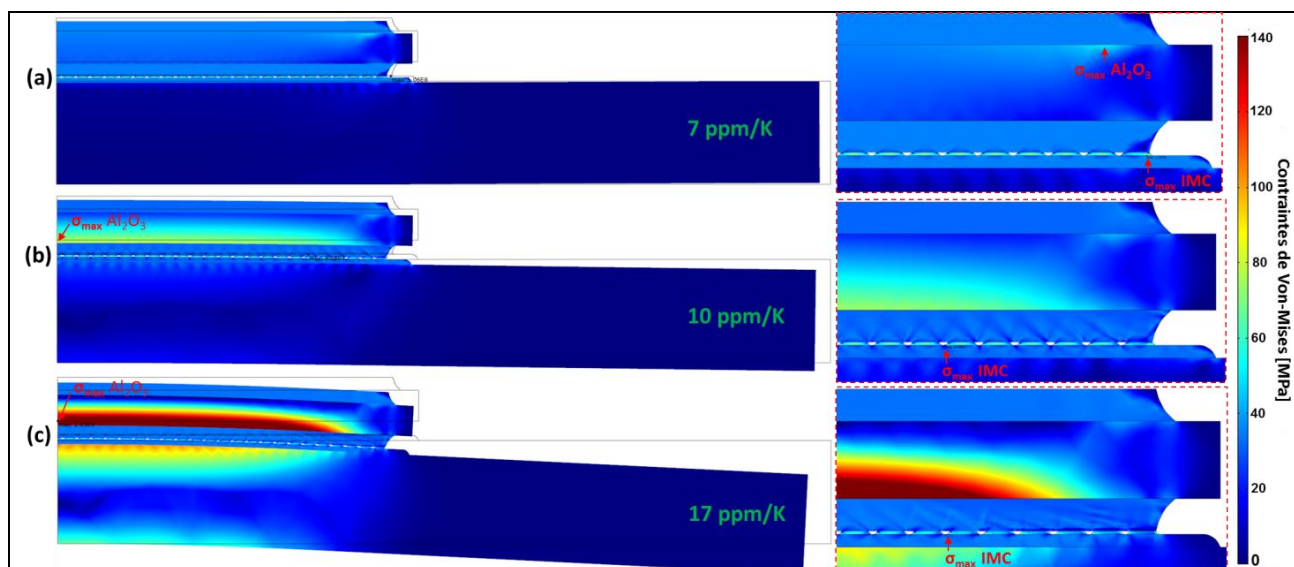 (a)
7 ppm/K
σmax Al₂O₃
σmax IMC
(b)
σmax Al₂O₃
10 ppm/K
σmax IMC
(c)
σmax Al₂O₃
17 ppm/K
σmax IMC
140
120
100
80
60
40
20
0
Contraintes de Von-Mises [MPa]